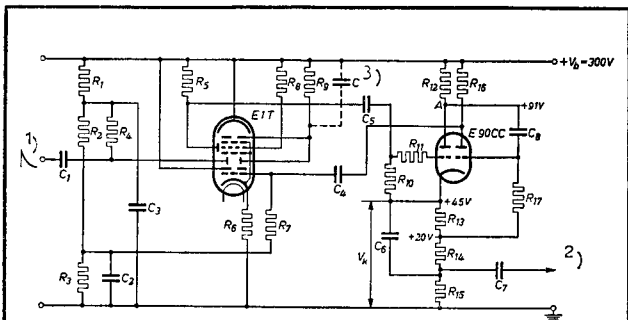 +Vb=300V
R1
R5
R8
R9
C
3)
R12
R16
A
+91V
E1T
C5
R2
R4
E90CC
C8
1)
C1
R11
C4
R10
R17
C3
+45V
R6
R7
R13
C6
+20V
Vk
R14
2)
R3
C2
C7
R15